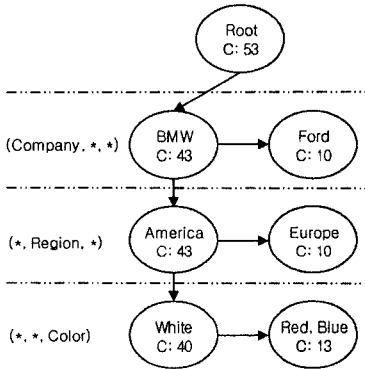 Root
C: 53
(Company, *, *)
BMW
C: 43
Ford
C: 10
(*, Region, *)
America
C: 43
Europe
C: 10
(*, *, Color)
White
C: 40
Red, Blue
C: 13